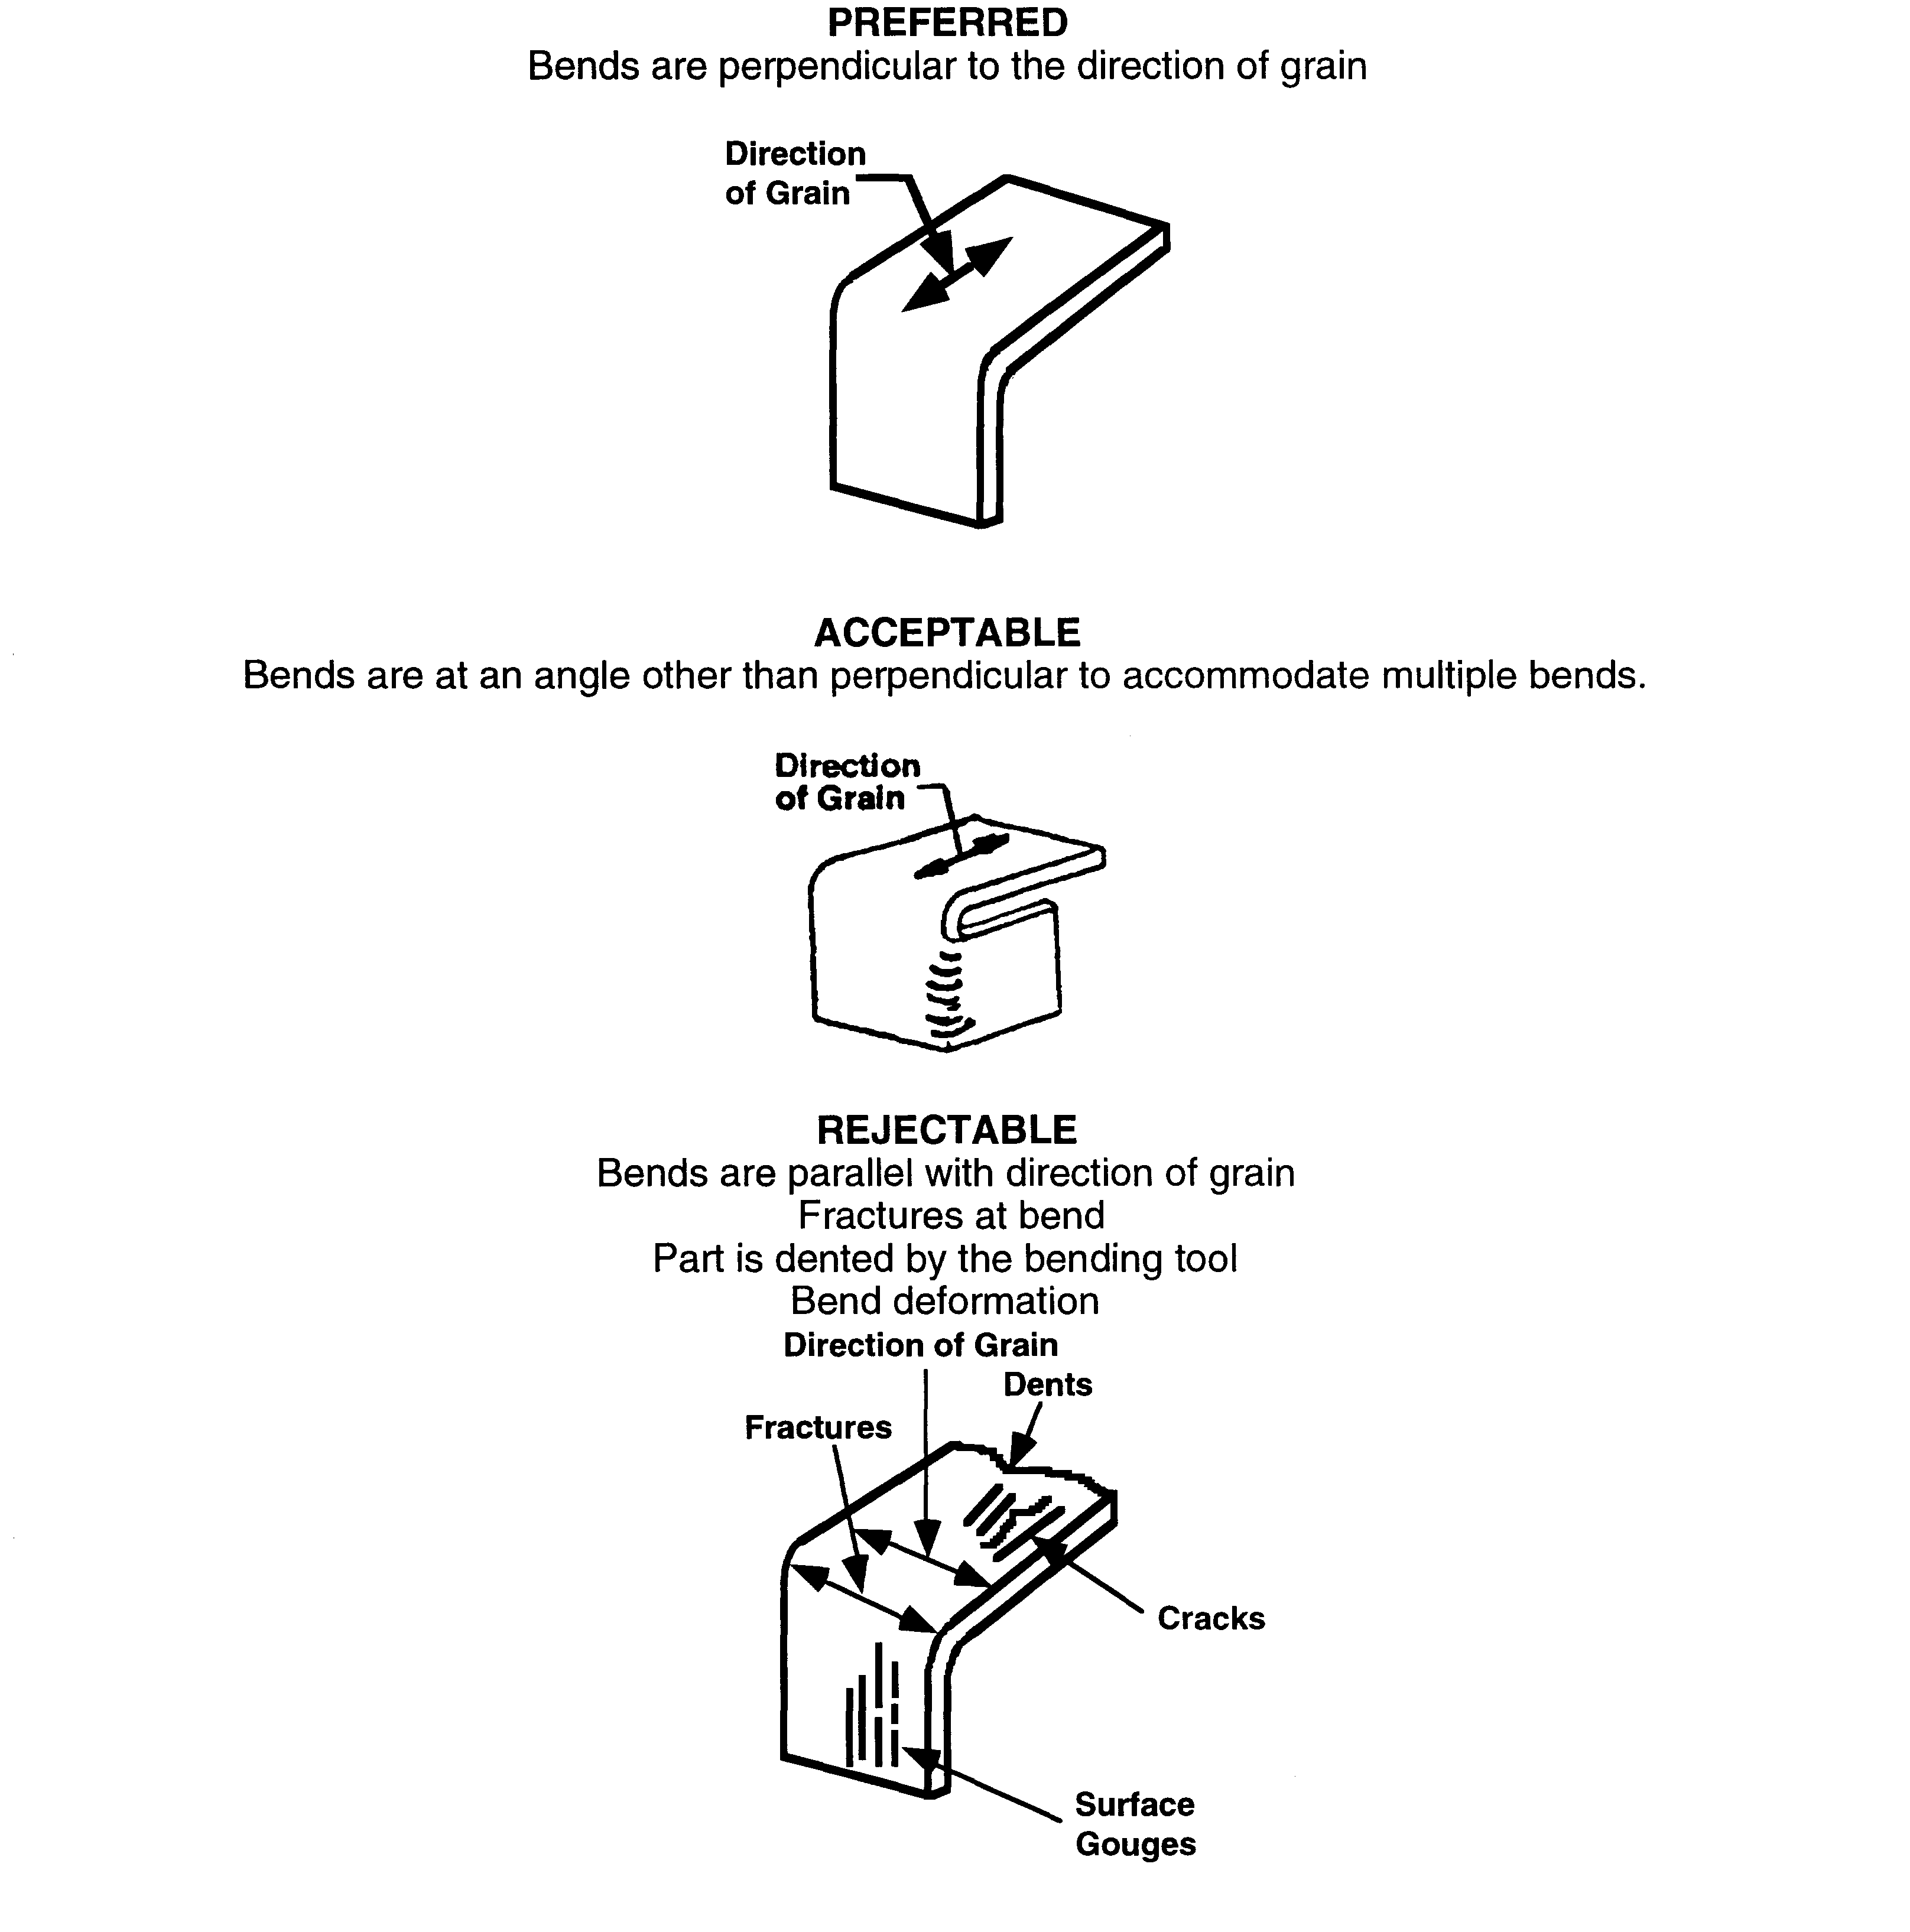 PREFERRED
Bends are perpendicular to the direction of grain
Direction
of Grain
ACCEPTABLE
Bends are at an angle other than perpendicular to accommodate multiple bends.
Direction
of Grain
REJECTABLE
Bends are parallel with direction of grain
Fractures at bend
Part is dented by the bending tool
Bend deformation
Direction of Grain
Dents
Fractures
Cracks
Surface
Gouges